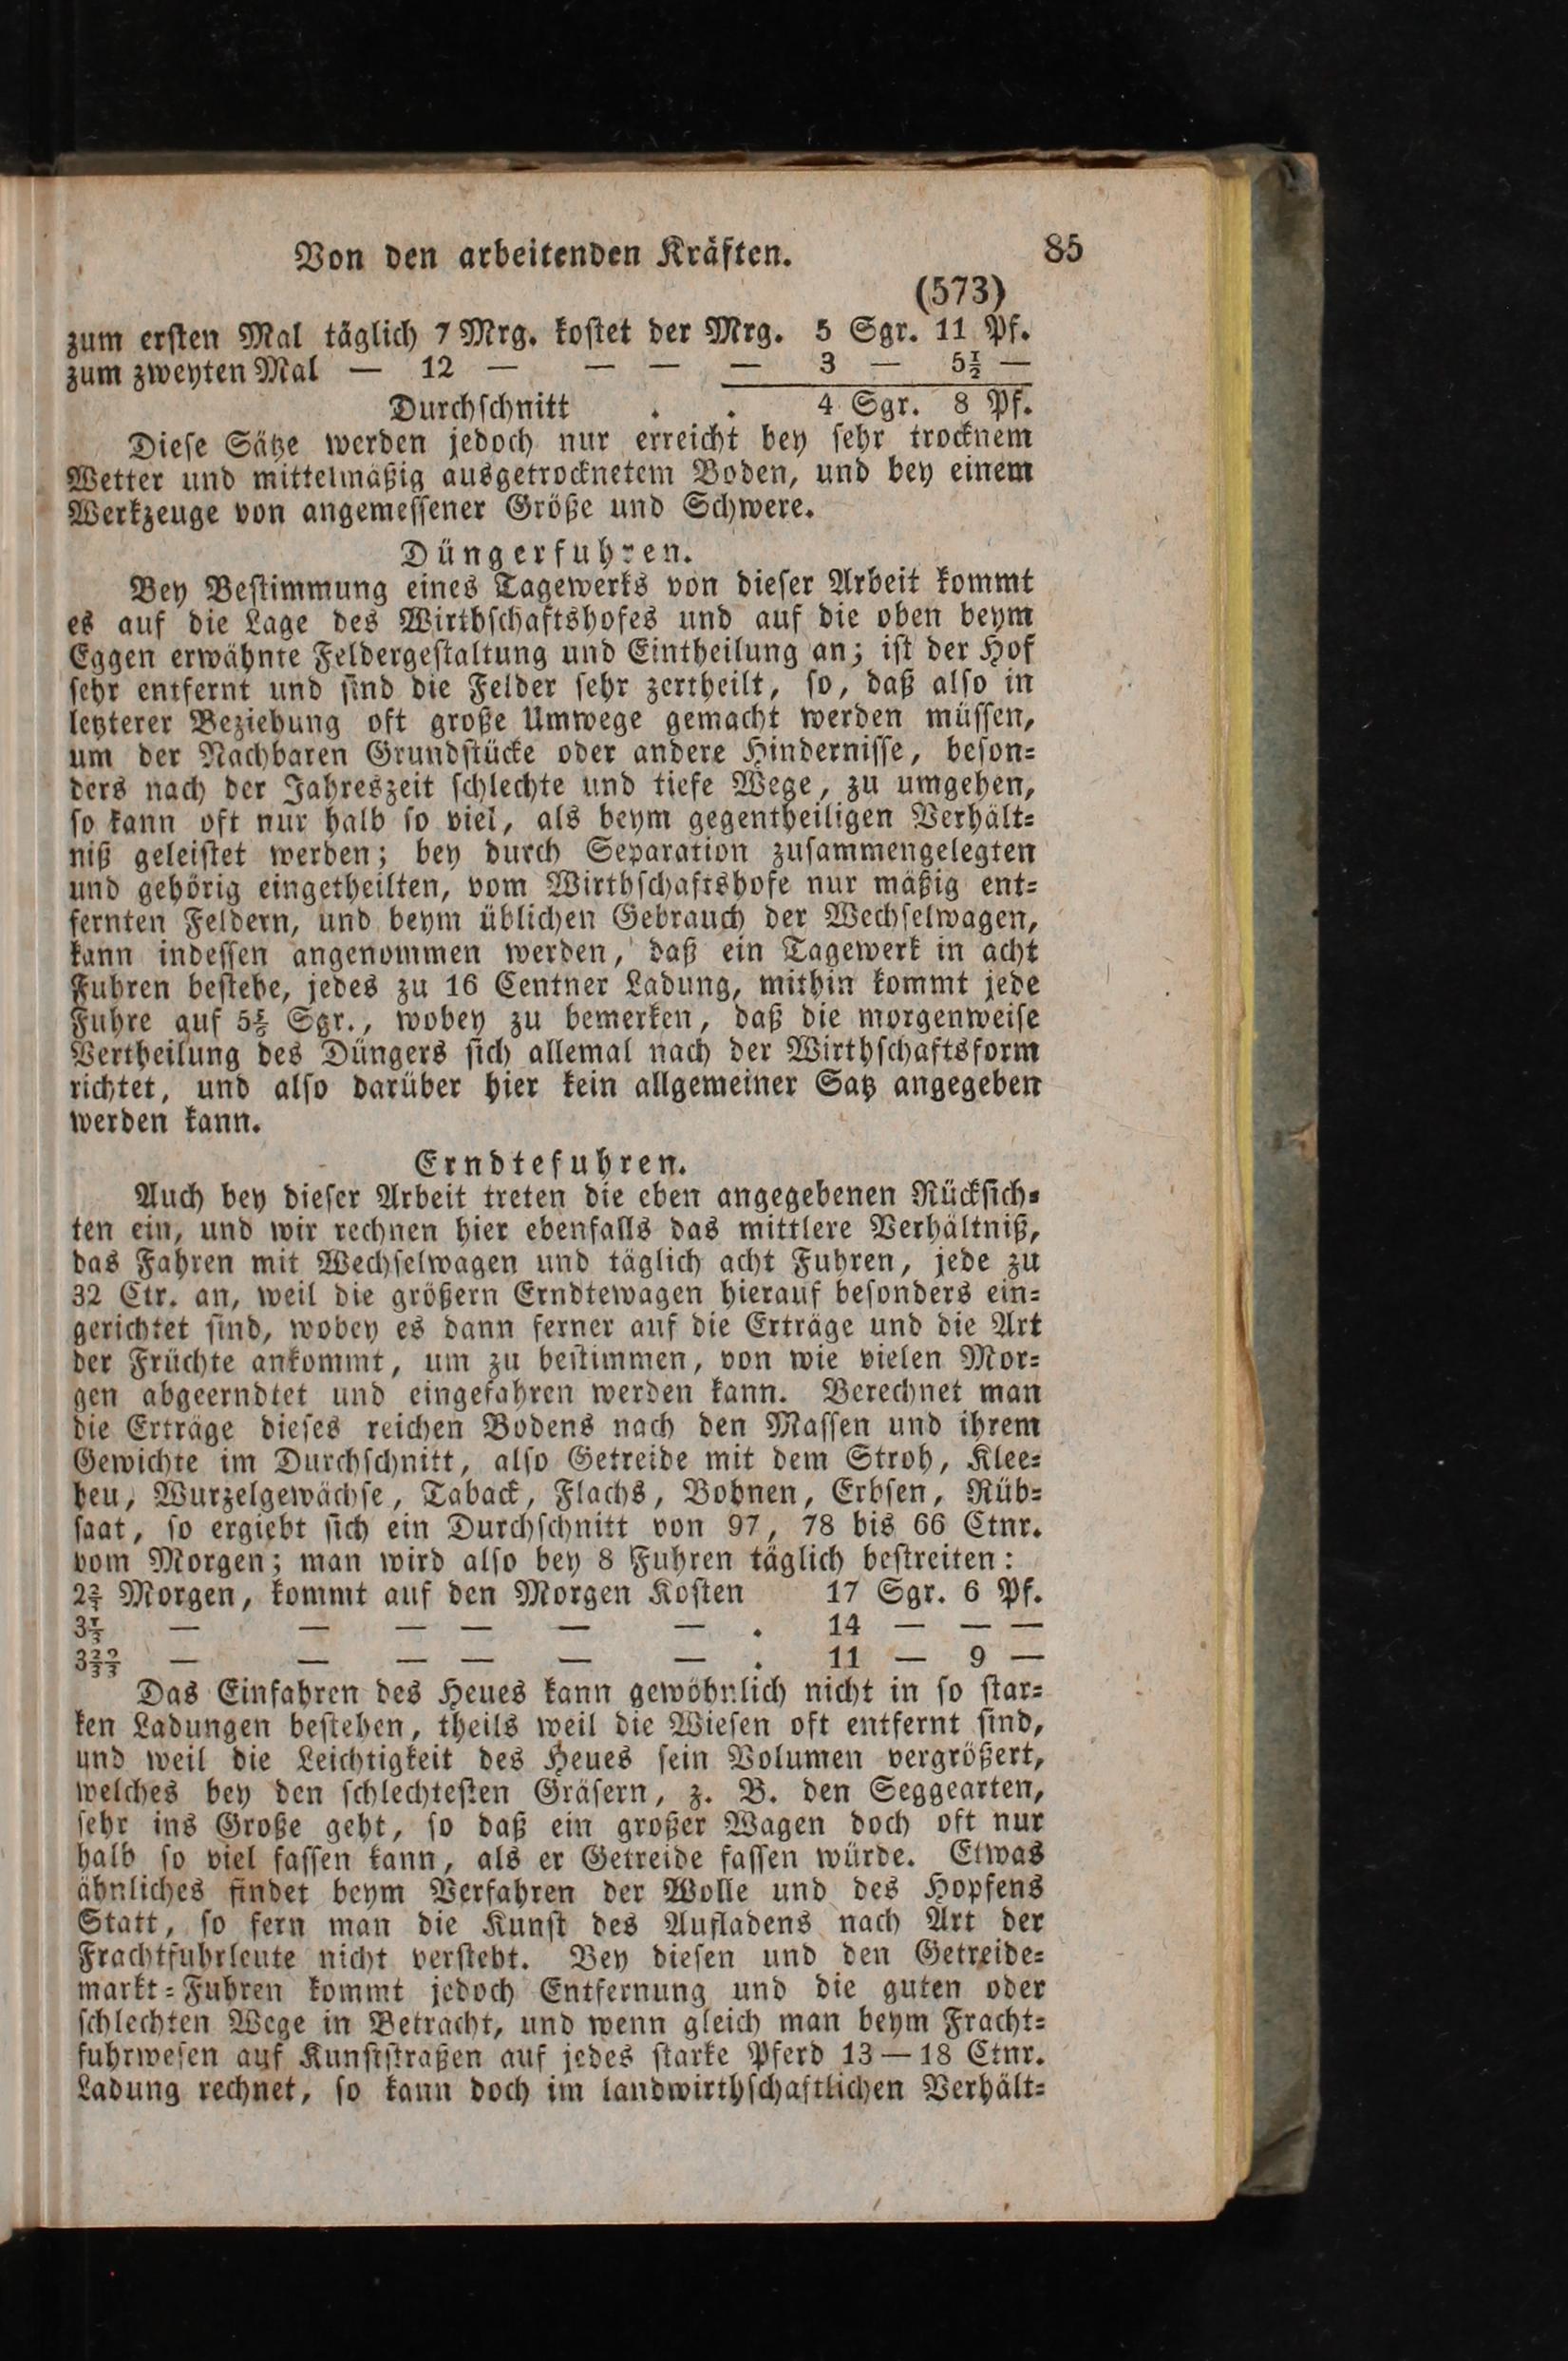 Von den arbeitenden Kräften. 85
(573)
zum ersten Mal täglich 7 Mrg. kostet der Mrg. 5 Sgr. 11 Pf.
zum zweyten Mal — 12 — — — — 3 — 5½ —
Durchschnitt . . 4 Sgr. 8 Pf.
Diese Sätze werden jedoch nur erreicht bey sehr trocknem
Wetter und mittelmäßig ausgetrocknetem Boden, und bey einem
Werkzeuge von angemessener Größe und Schwere.
Düngerfuhren.
Bey Bestimmung eines Tagewerks von dieser Arbeit kommt
es auf die Lage des Wirthschaftshofes und auf die oben beym
Eggen erwähnte Feldergestaltung und Eintheilung an; ist der Hof
sehr entfernt und sind die Felder sehr zertheilt, so, daß also in
letzterer Beziehung oft große Umwege gemacht werden müssen,
um der Nachbaren Grundstücke oder andere Hindernisse, beson-
ders nach der Jahreszeit schlechte und tiefe Wege, zu umgehen,
so kann oft nur halb so viel, als beym gegentheiligen Verhält-
niß geleistet werden; bey durch Separation zusammengelegten
und gehörig eingetheilten, vom Wirthschaftshofe nur mäßig ent-
fernten Feldern, und beym üblichen Gebrauch der Wechselwagen,
kann indessen angenommen werden, daß ein Tagewerk in acht
Fuhren bestehe, jedes zu 16 Centner Ladung, mithin kommt jede
Fuhre auf Sgr., wobey zu bemerken, daß die morgenweise
Vertheilung des Düngers sich allemal nach der Wirthschaftsform
richtet, und also darüber hier kein allgemeiner Satz angegeben
werden kann.
Erndtefuhren.
Auch bey dieser Arbeit treten die eben angegebenen Rücksich-
ten ein, und wir rechnen hier ebenfalls das mittlere Verhältniß,
das Fahren mit Wechselwagen und täglich acht Fuhren, jede zu
32 Ctr. an, weil die größern Erndtewagen hierauf besonders ein-
gerichtet sind, wobey es dann ferner auf die Erträge und die Art
der Früchte ankommt, um zu bestimmen, von wie vielen Mor-
gen abgeerndtet und eingefahren werden kann. Berechnet man
die Erträge dieses reichen Bodens nach den Massen und ihrem
Gewichte im Durchschnitt, also Getreide mit dem Stroh, Klee-
heu, Wurzelgewächse, Taback, Flachs, Bohnen, Erbsen, Rüb-
saat, so ergiebt sich ein Durchschnitt von 97, 78 bis 66 Ctnr.
vom Morgen; man wird also bey 8 Fuhren täglich bestreiten:
Morgen, kommt auf den Morgen Kosten 17 Sgr. 6 Pf.
— — — — — — . 14 — — —
— — — — — — . 11 — 9 —
Das Einfahren des Heues kann gewöhnlich nicht in so star-
ken Ladungen bestehen, theils weil die Wiesen oft entfernt sind,
und weil die Leichtigkeit des Heues sein Volumen vergrößert,
welches bey den schlechtesten Gräsern, z. B. den Seggearten,
sehr ins Große geht, so daß ein großer Wagen doch oft nur
halb so viel fassen kann, als er Getreide fassen würde. Etwas
ähnliches findet beym Verfahren der Wolle und des Hopfens
Statt, so fern man die Kunst des Aufladens nach Art der
Frachtfuhrleute nicht versteht. Bey diesen und den Getreide-
markt-Fuhren kommt jedoch Entfernung und die guten oder
schlechten Wege in Betracht, und wenn gleich man beym Fracht-
fuhrwesen auf Kunststraßen auf jedes starke Pferd 13—18 Ctnr.
Ladung rechnet, so kann doch im landwirthschaftlichen Verhält-